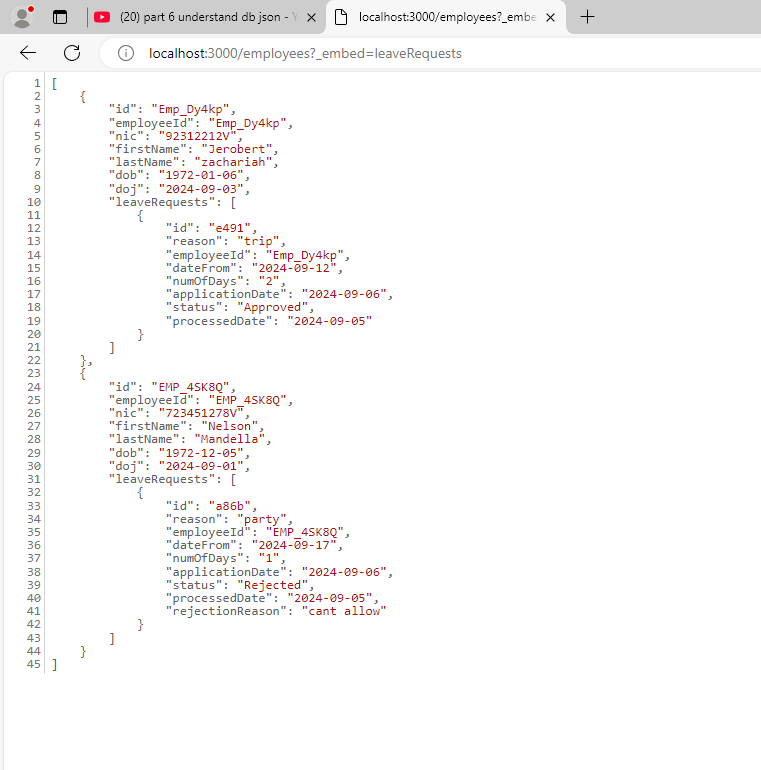 (20) part 6 understand db json - Y
localhost:3000/employees?_embe
localhost:3000/employees?_embed=leaveRequests
1 [
2 {
3 "id": "Emp_Dy4kp",
4 "employeeId": "Emp_Dy4kp",
5 "nic": "92312212V",
6 "firstName": "Jerobert",
7 "lastName": "zachariah",
8 "dob": "1972-01-06",
9 "doj": "2024-09-03",
10 "leaveRequests": [
11 {
12 "id": "e491",
13 "reason": "trip",
14 "employeeId": "Emp_Dy4kp",
15 "dateFrom": "2024-09-12",
16 "numOfDays": "2",
17 "applicationDate": "2024-09-06",
18 "status": "Approved",
19 "processedDate": "2024-09-05"
20 }
21 ]
22 },
23 {
24 "id": "EMP_4SK8Q",
25 "employeeId": "EMP_4SK8Q",
26 "nic": "723451278V",
27 "firstName": "Nelson",
28 "lastName": "Mandella",
29 "dob": "1972-12-05",
30 "doj": "2024-09-01",
31 "leaveRequests": [
32 {
33 "id": "a86b",
34 "reason": "party",
35 "employeeId": "EMP_4SK8Q",
36 "dateFrom": "2024-09-17",
37 "numOfDays": "1",
38 "applicationDate": "2024-09-06",
39 "status": "Rejected",
40 "processedDate": "2024-09-05",
41 "rejectionReason": "cant allow"
42 }
43 ]
44 }
45 ]